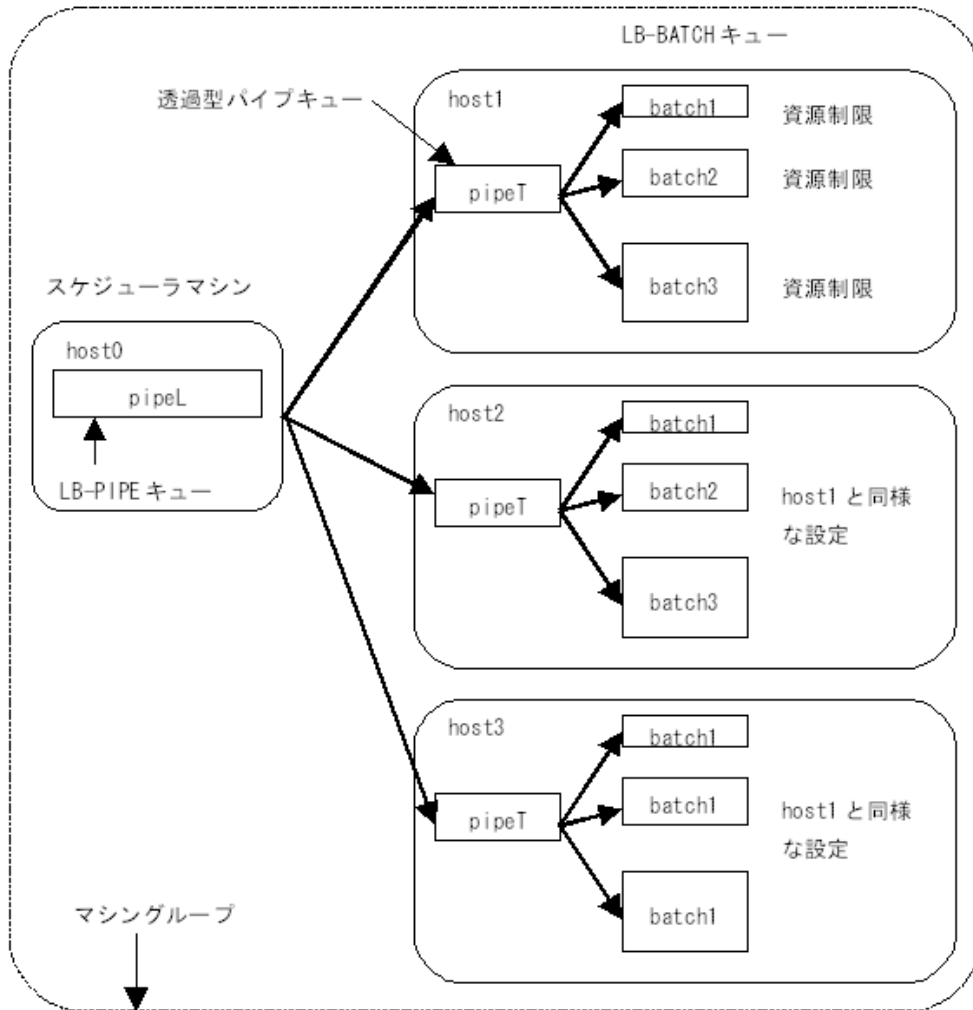 LB-BATCH キュー
透過型パイプキュー
host1
batch1
資源制限
pipeT
batch2
資源制限
batch3
資源制限
スケジューラマシン
host0
pipeL
LB-PIPE キュー
host2
batch1
pipeT
batch2
host1 と同様
な設定
batch3
host3
batch1
pipeT
batch1
host1 と同様
な設定
batch1
マシングループ